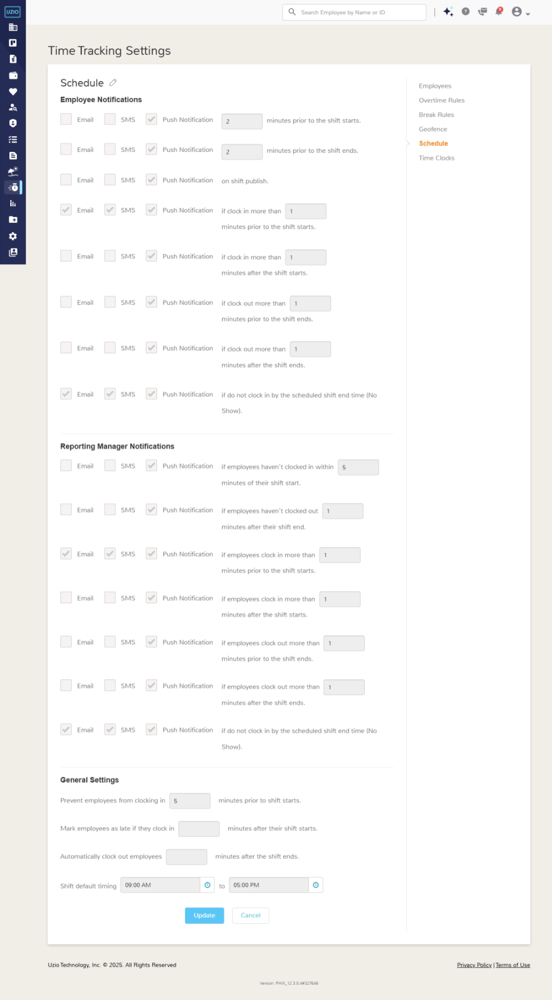 UZIO
Search Employee by Name or ID
9
Time Tracking Settings
Schedule
Employee Notifications
Email SMS Push Notification 2 minutes prior to the shift starts.
Email SMS Push Notification 2 minutes prior to the shift ends.
Email SMS Push Notification on shift publish.
Email SMS Push Notification if clock in more than 1
minutes prior to the shift starts.
Email SMS Push Notification if clock in more than 1
minutes after the shift starts.
Email SMS Push Notification if clock out more than 1
minutes prior to the shift ends.
Email SMS Push Notification if clock out more than 1
minutes after the shift ends.
Email SMS Push Notification if do not clock in by the scheduled shift end time (No
Show).
Reporting Manager Notifications
Email SMS Push Notification if employees haven't clocked in within 5
minutes of their shift start.
Email SMS Push Notification if employees haven't clocked out 1
minutes after their shift end.
Email SMS Push Notification if employees clock in more than 1
minutes prior to the shift starts.
Email SMS Push Notification if employees clock in more than 1
minutes after the shift starts.
Email SMS Push Notification if employees clock out more than 1
minutes prior to the shift ends.
Email SMS Push Notification if employees clock out more than 1
minutes after the shift ends.
Email SMS Push Notification if do not clock in by the scheduled shift end time (No
Show).
General Settings
Prevent employees from clocking in 5 minutes prior to shift starts.
Mark employees as late if they clock in minutes after their shift starts.
Automatically clock out employees minutes after the shift ends.
Shift default timing 09:00 AM to 05:00 PM
Update Cancel
Employees
Overtime Rules
Break Rules
Geofence
Schedule
Time Clocks
Uzio Technology, Inc. © 2025. All Rights Reserved
Privacy Policy | Terms of Use
Version: PHIX_12.3.0.4#327646